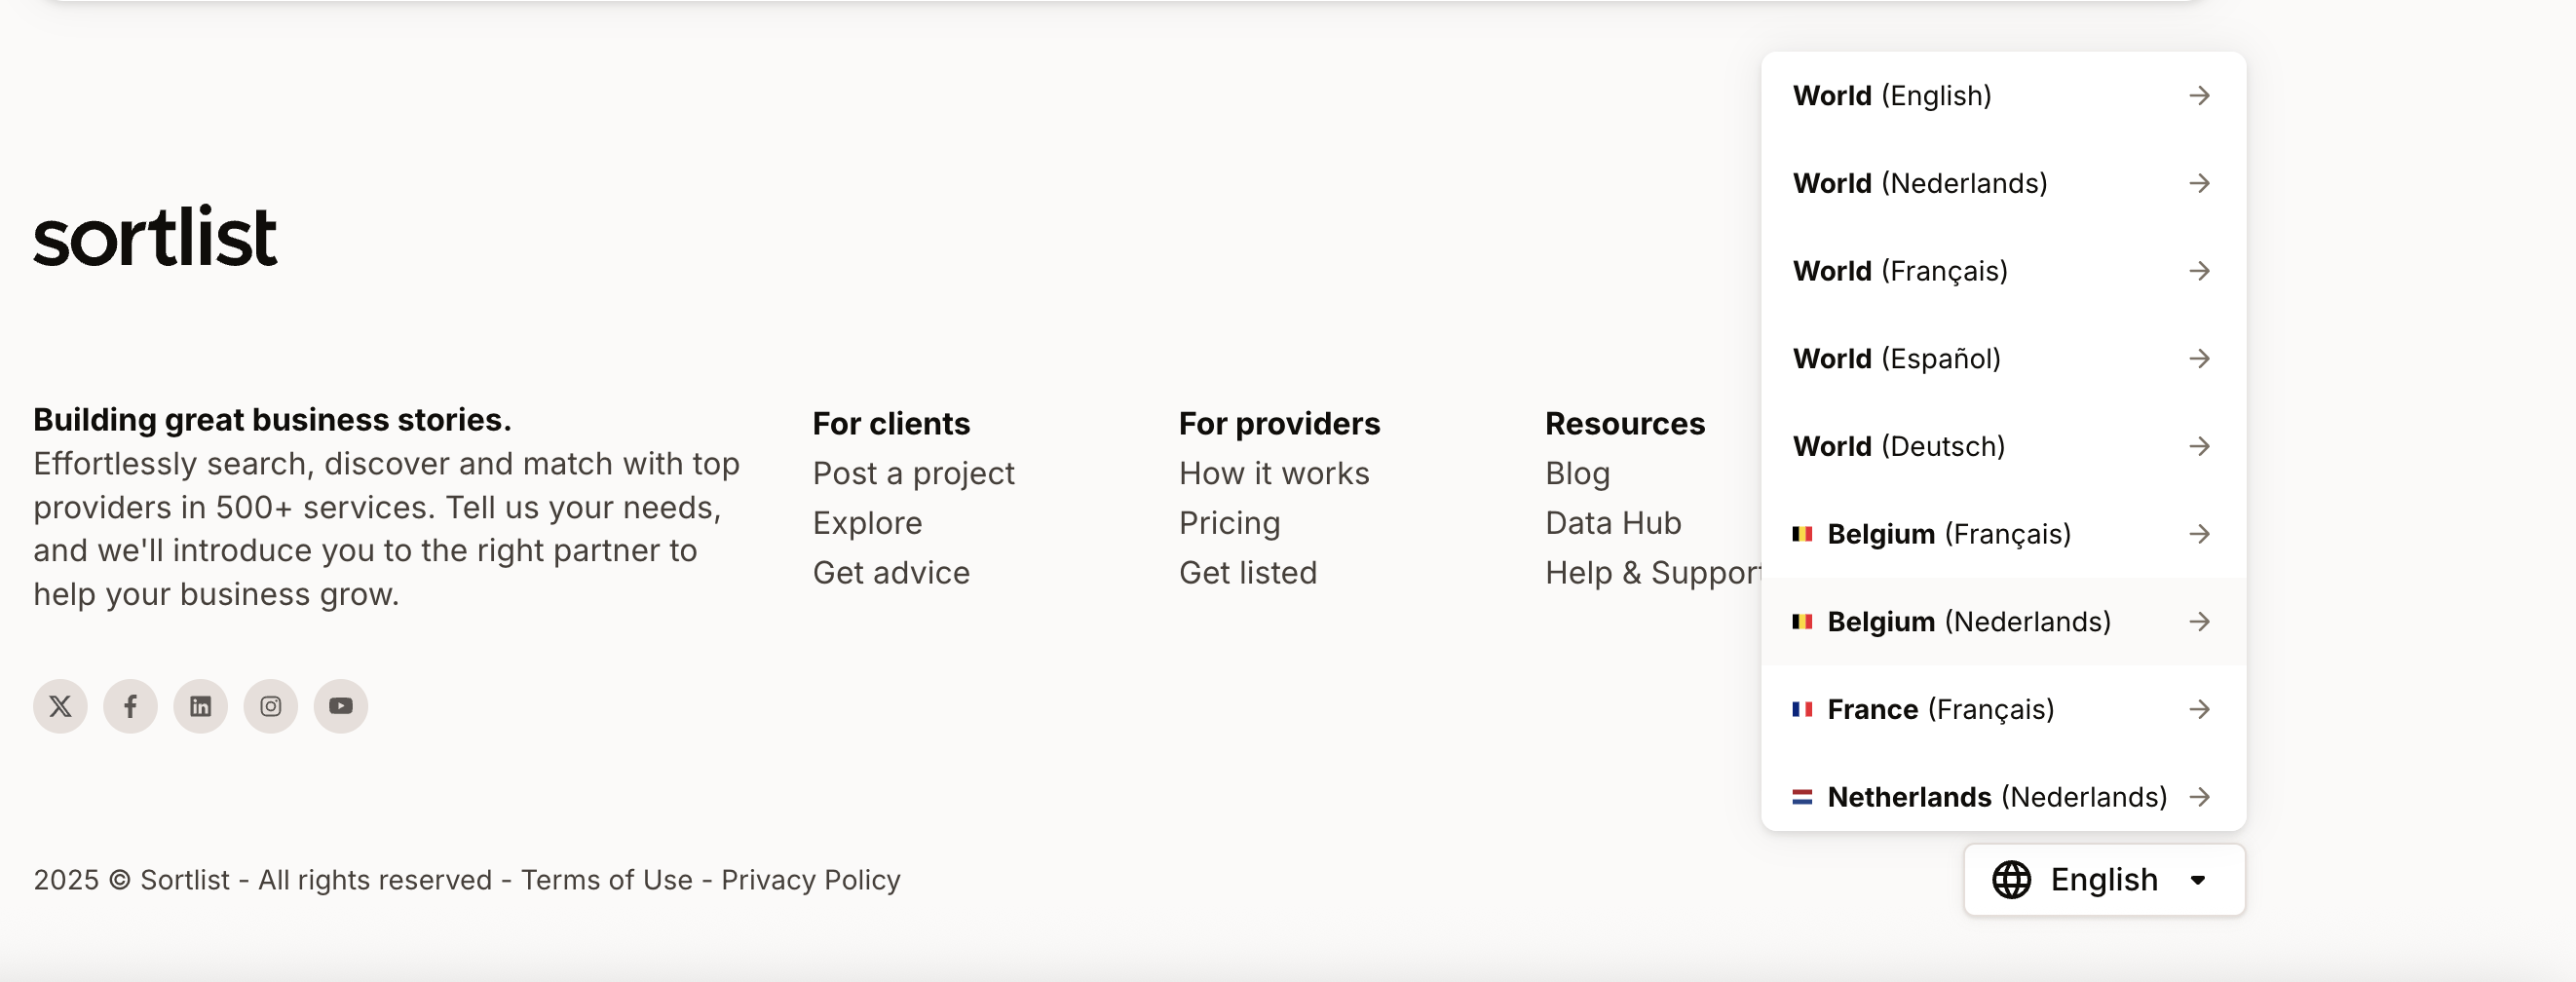 sortlist
Building great business stories.
Effortlessly search, discover and match with top
providers in 500+ services. Tell us your needs,
and we'll introduce you to the right partner to
help your business grow.
For clients
Post a project
Explore
Get advice
For providers
How it works
Pricing
Get listed
Resources
Blog
Data Hub
Help & Support
World (English)
World (Nederlands)
World (Français)
World (Español)
World (Deutsch)
Belgium (Français)
Belgium (Nederlands)
France (Français)
Netherlands (Nederlands)
2025 © Sortlist - All rights reserved - Terms of Use - Privacy Policy
English